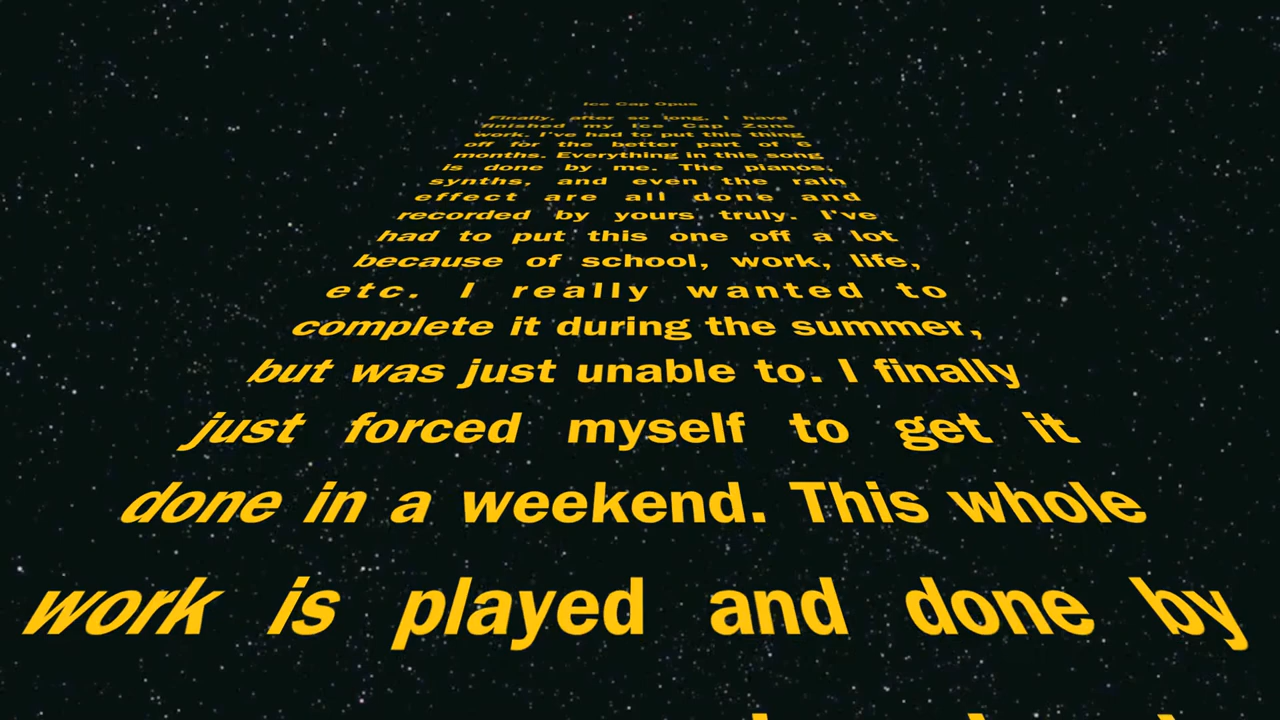 Ice Cap Opus
Finally, after so long, I have
finished my Ice Cap Zone
work. I've had to put this thing
off for the better part of 6
months. Everything in this song
is done by me. The pianos,
synths, and even the rain
effect are all done and
recorded by yours truly. I've
had to put this one off a lot
because of school, work, life,
etc. I really wanted to
complete it during the summer,
but was just unable to. I finally
just forced myself to get it
done in a weekend. This whole
work is played and done by